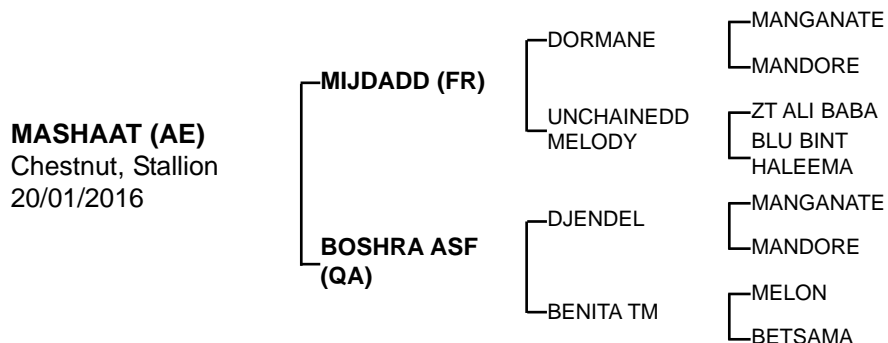 MASHAAT (AE)
Chestnut, Stallion
20/01/2016
MIJDADD (FR)
BOSHRA ASF
(QA)
DORMANE
UNCHAINEDD
MELODY
DJENDEL
BENITA TM
MANGANATE
MANDORE
ZT ALI BABA
BLU BINT
HALEEMA
MANGANATE
MANDORE
MELON
BETSAMA